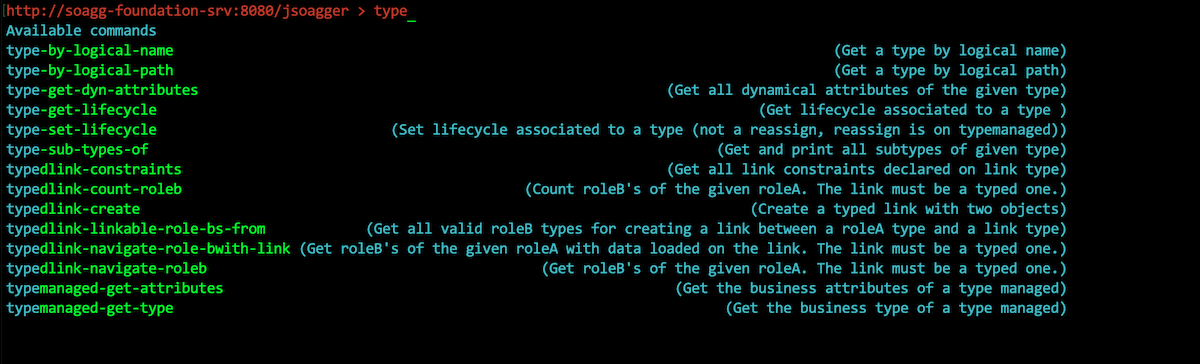 http://soagg-foundation-srv:8080/jsoagger > type_
Available commands
type-by-logical-name (Get a type by logical name)
type-by-logical-path (Get a type by logical path)
type-get-dyn-attributes (Get all dynamical attributes of the given type)
type-get-lifecycle (Get lifecycle associated to a type )
type-set-lifecycle (Set lifecycle associated to a type (not a reassign, reassign is on typemanaged))
type-sub-types-of (Get and print all subtypes of given type)
typedlink-constraints (Get all link constraints declared on link type)
typedlink-count-roleb (Count roleB's of the given roleA. The link must be a typed one.)
typedlink-create (Create a typed link with two objects)
typedlink-linkable-role-bs-from (Get all valid roleB types for creating a link between a roleA type and a link type)
typedlink-navigate-role-bwith-link (Get roleB's of the given roleA with data loaded on the link. The link must be a typed one.)
typedlink-navigate-roleb (Get roleB's of the given roleA. The link must be a typed one.)
typemanaged-get-attributes (Get the business attributes of a type managed)
typemanaged-get-type (Get the business type of a type managed)